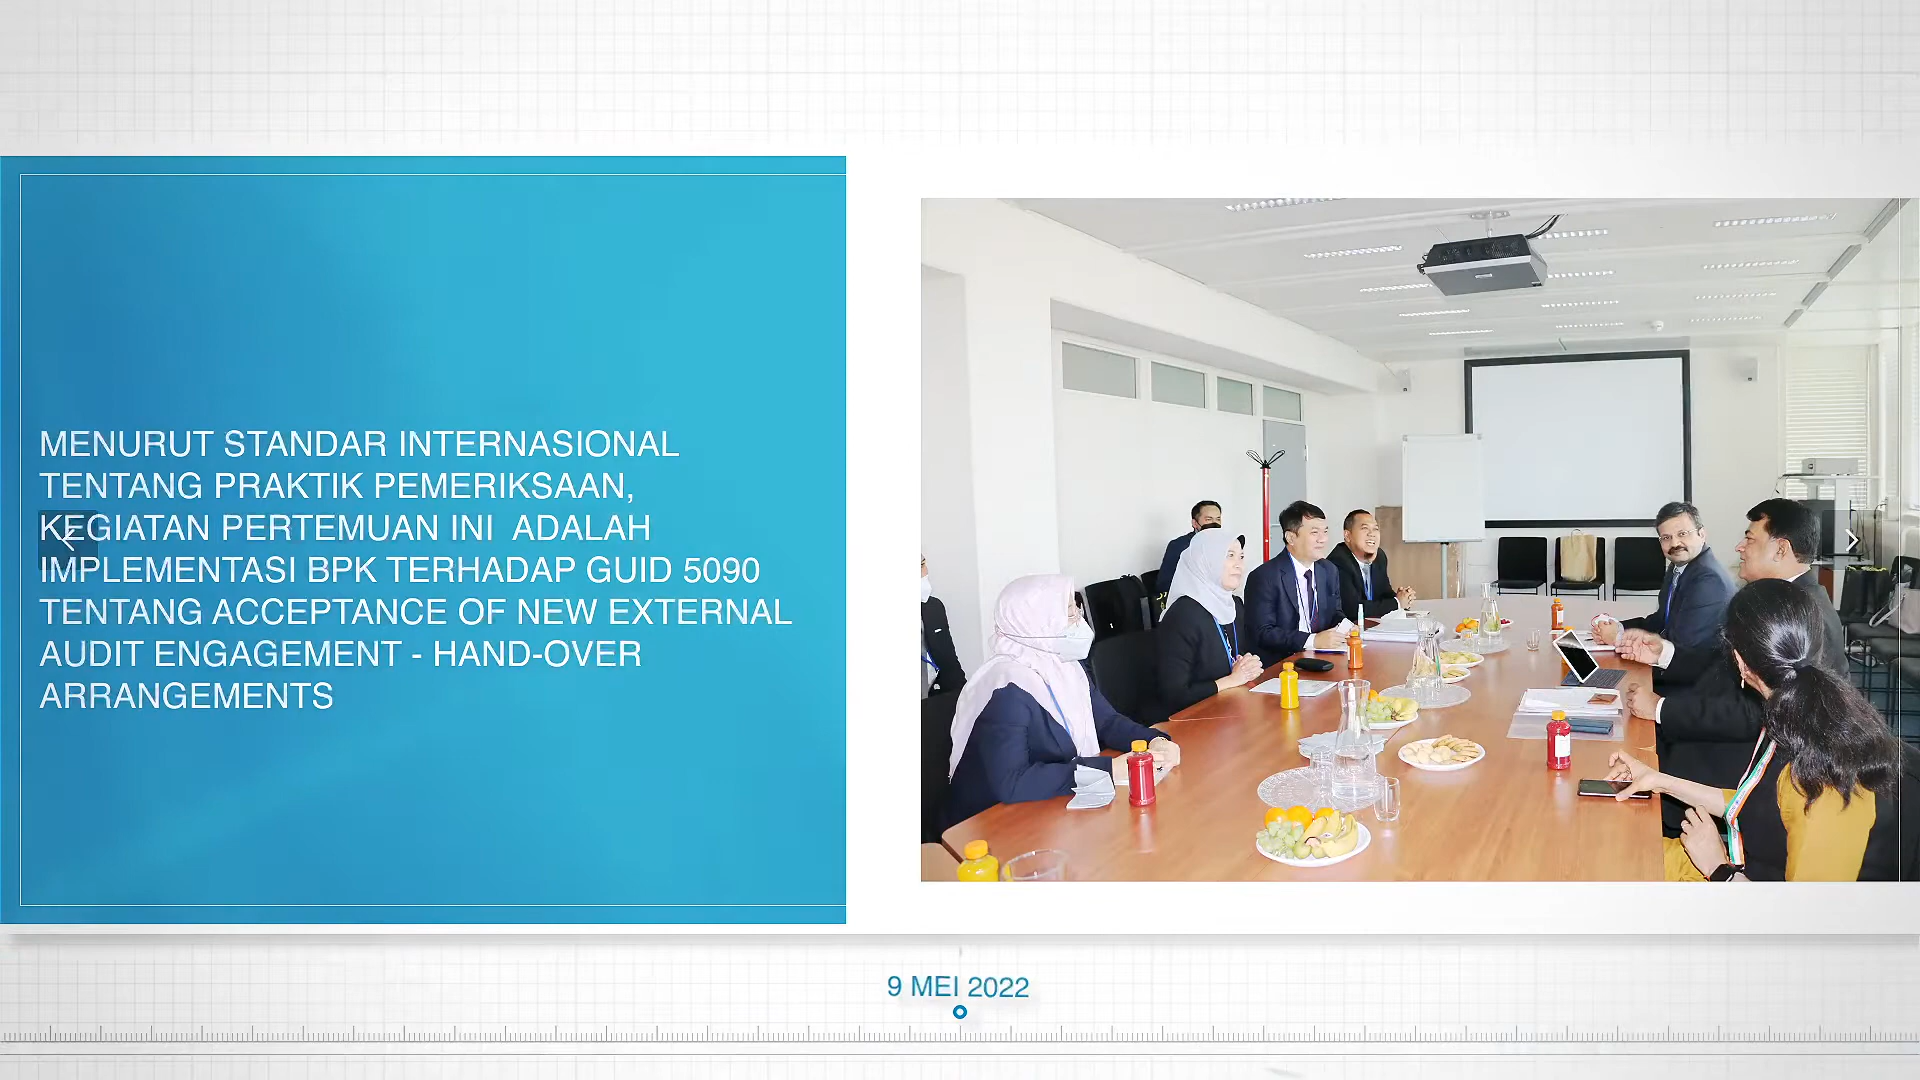 MENURUT STANDAR INTERNASIONAL
TENTANG PRAKTIK PEMERIKSAAN,
KEGIATAN PERTEMUAN INI  ADALAH
IMPLEMENTASI BPK TERHADAP GUID 5090
TENTANG ACCEPTANCE OF NEW EXTERNAL
AUDIT ENGAGEMENT - HAND-OVER
ARRANGEMENTS
9 MEI 2022